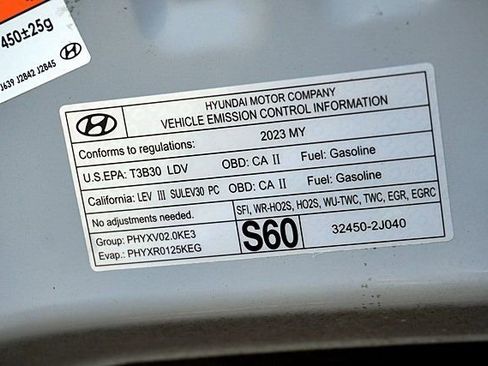 450±25g
J639 J2842 J2845
HYUNDAI MOTOR COMPANY
VEHICLE EMISSION CONTROL INFORMATION
Conforms to regulations: 2023 MY
U.S.EPA: T3B30 LDV OBD: CA II Fuel: Gasoline
California: LEV III SULEV30 PC OBD: CA II Fuel: Gasoline
No adjustments needed. SFI, WR-HO2S, HO2S, WU-TWC, TWC, EGR, EGRC
Group: PHYXV02.0KE3
Evap.: PHYXR0125KEG
S60
32450-2J040